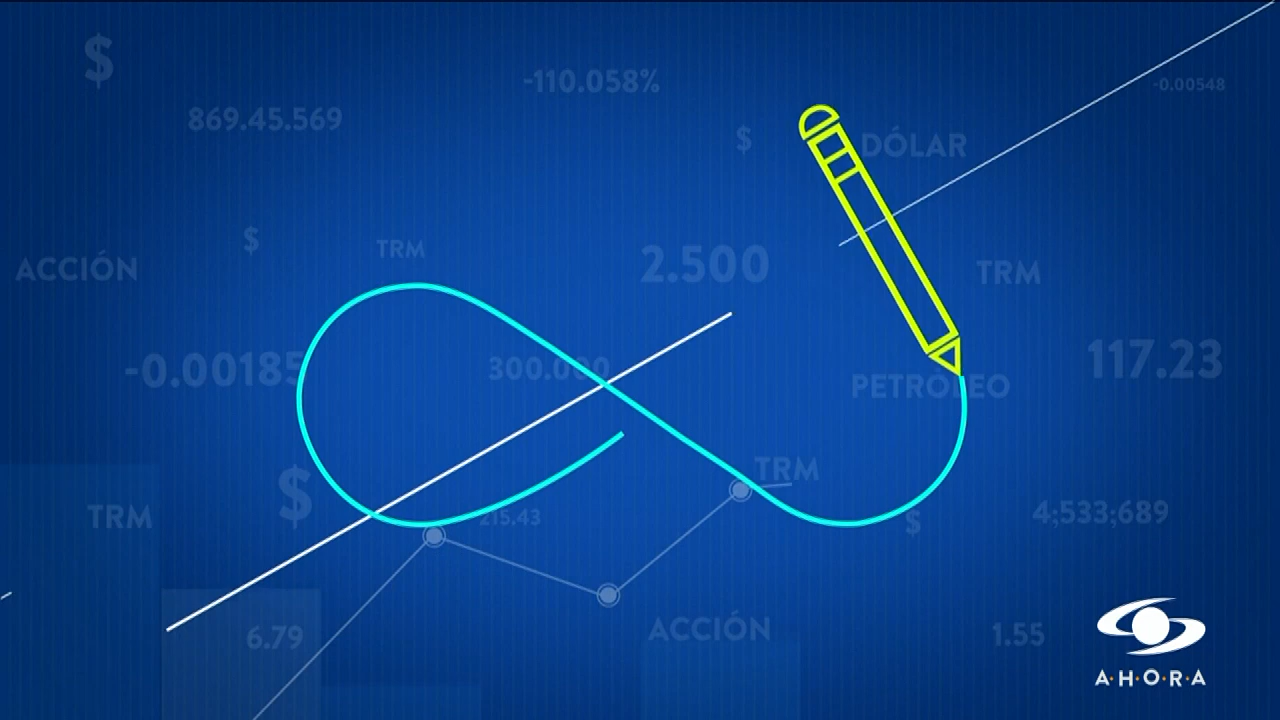 $
-110.058%
-0.00548
869.45.569
$
DÓLAR
$
TRM
2.500
ACCIÓN
TRM
-0.00185
300.000
117.23
PETRÓLEO
TRM
$
TRM
215.43
$
4;533;689
6.79
ACCIÓN
1.55
A·H·O·R·A